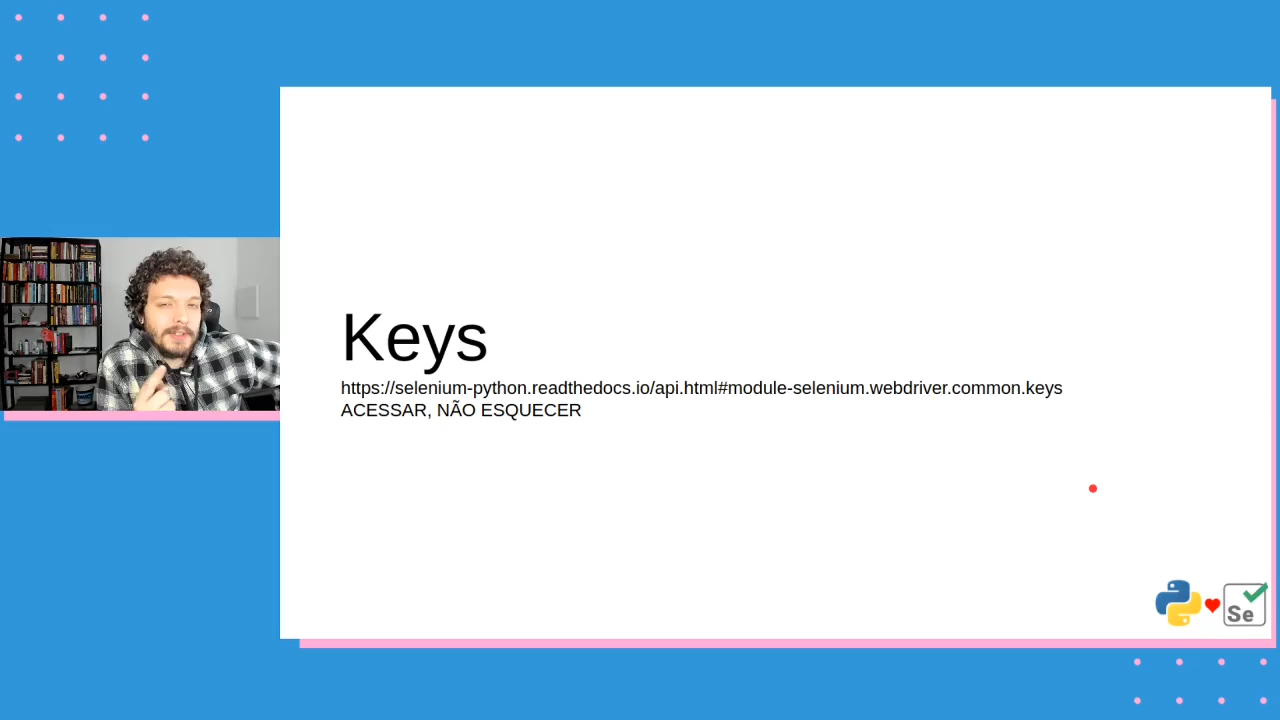 Keys
https://selenium-python.readthedocs.io/api.html#module-selenium.webdriver.common.keys
ACESSAR, NÃO ESQUECER
Se